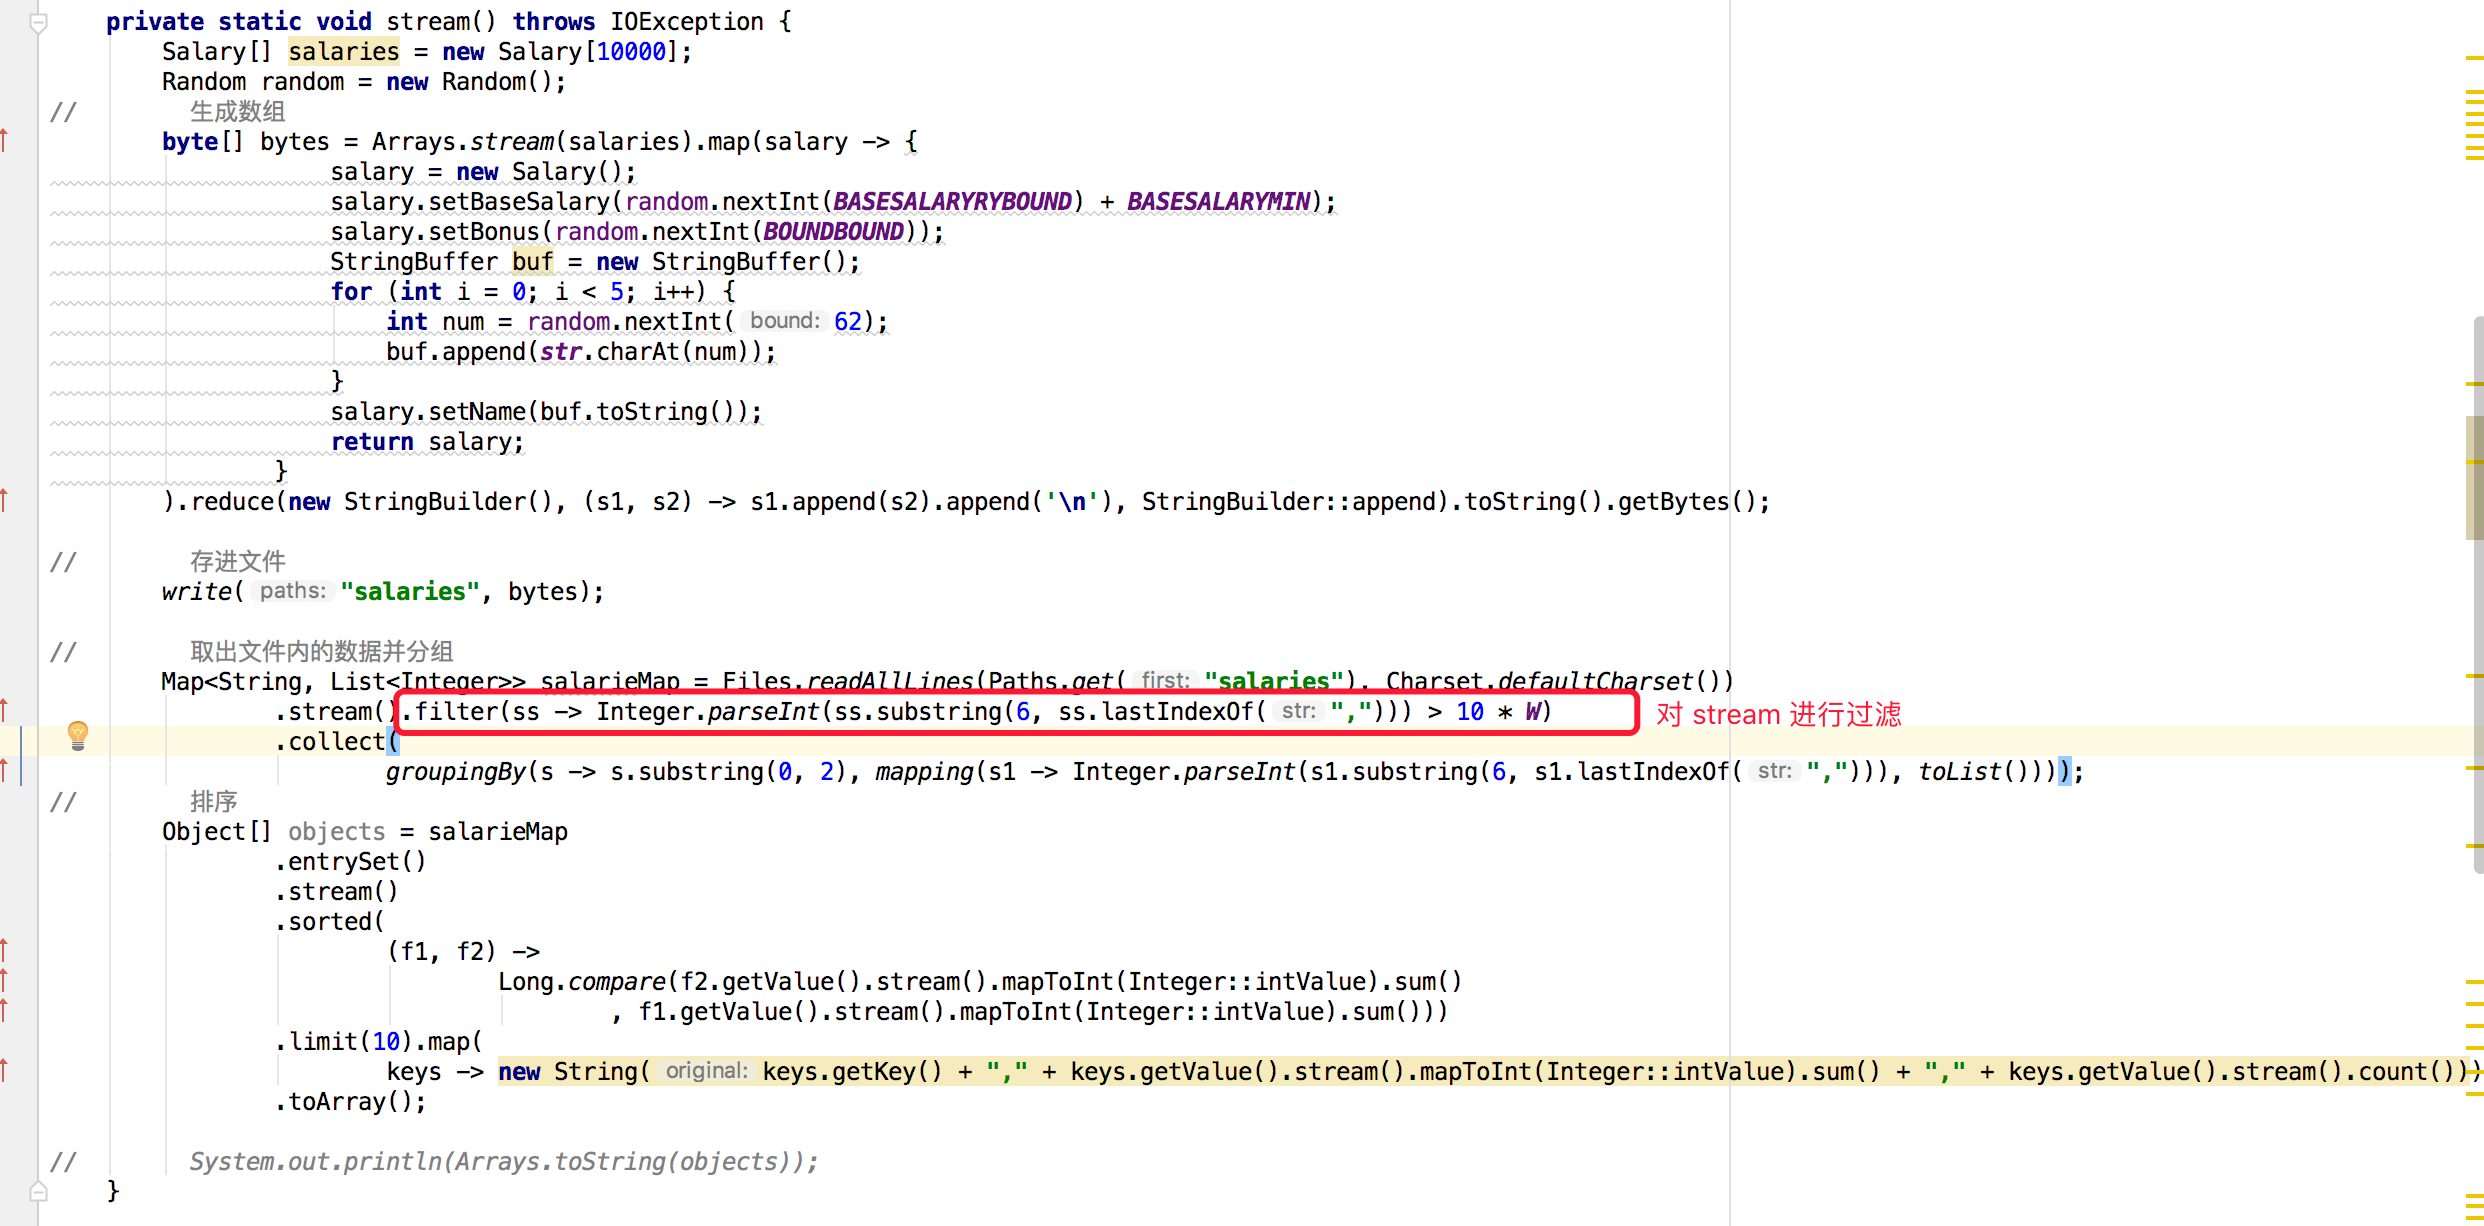 private static void stream() throws IOException {
Salary[] salaries = new Salary[10000];
Random random = new Random();
// 生成数组
byte[] bytes = Arrays.stream(salaries).map(salary -> {
salary = new Salary();
salary.setBaseSalary(random.nextInt(BASESALARYRYBOUND) + BASESALARYMIN);
salary.setBonus(random.nextInt(BOUNDBOUND));
StringBuffer buf = new StringBuffer();
for (int i = 0; i < 5; i++) {
int num = random.nextInt( bound: 62);
buf.append(str.charAt(num));
}
salary.setName(buf.toString());
return salary;
}
).reduce(new StringBuilder(), (s1, s2) -> s1.append(s2).append('\n'), StringBuilder::append).toString().getBytes();
// 存进文件
write( paths: "salaries", bytes);
// 取出文件内的数据并分组
Map<String, List<Integer>> salarieMap = Files.readAllLines(Paths.get( first: "salaries"), Charset.defaultCharset())
.stream().filter(ss -> Integer.parseInt(ss.substring(6, ss.lastIndexOf( str: ","))) > 10 * W) 对 stream 进行过滤
.collect(
groupingBy(s -> s.substring(0, 2), mapping(s1 -> Integer.parseInt(s1.substring(6, s1.lastIndexOf( str: ","))), toList())));
// 排序
Object[] objects = salarieMap
.entrySet()
.stream()
.sorted(
(f1, f2) ->
Long.compare(f2.getValue().stream().mapToInt(Integer::intValue).sum()
, f1.getValue().stream().mapToInt(Integer::intValue).sum()))
.limit(10).map(
keys -> new String( original: keys.getKey() + "," + keys.getValue().stream().mapToInt(Integer::intValue).sum() + "," + keys.getValue().stream().count()))
.toArray();
// System.out.println(Arrays.toString(objects));
}